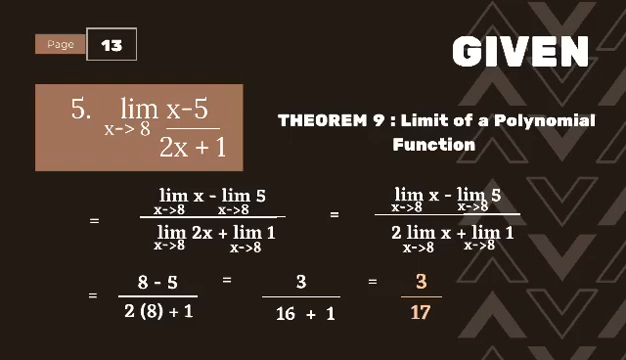 Page 13
GIVEN
5. lim x-5
x-> 8 2x + 1
THEOREM 9 : Limit of a Polynomial
Function
lim x - lim 5
x->8 x->8
= lim 2x + lim 1
x->8 x->8
= lim x - lim 5
x->8 x->8
2 lim x + lim 1
x->8 x->8
= 8 - 5
2 (8) + 1
= 3
16 + 1
= 3
17